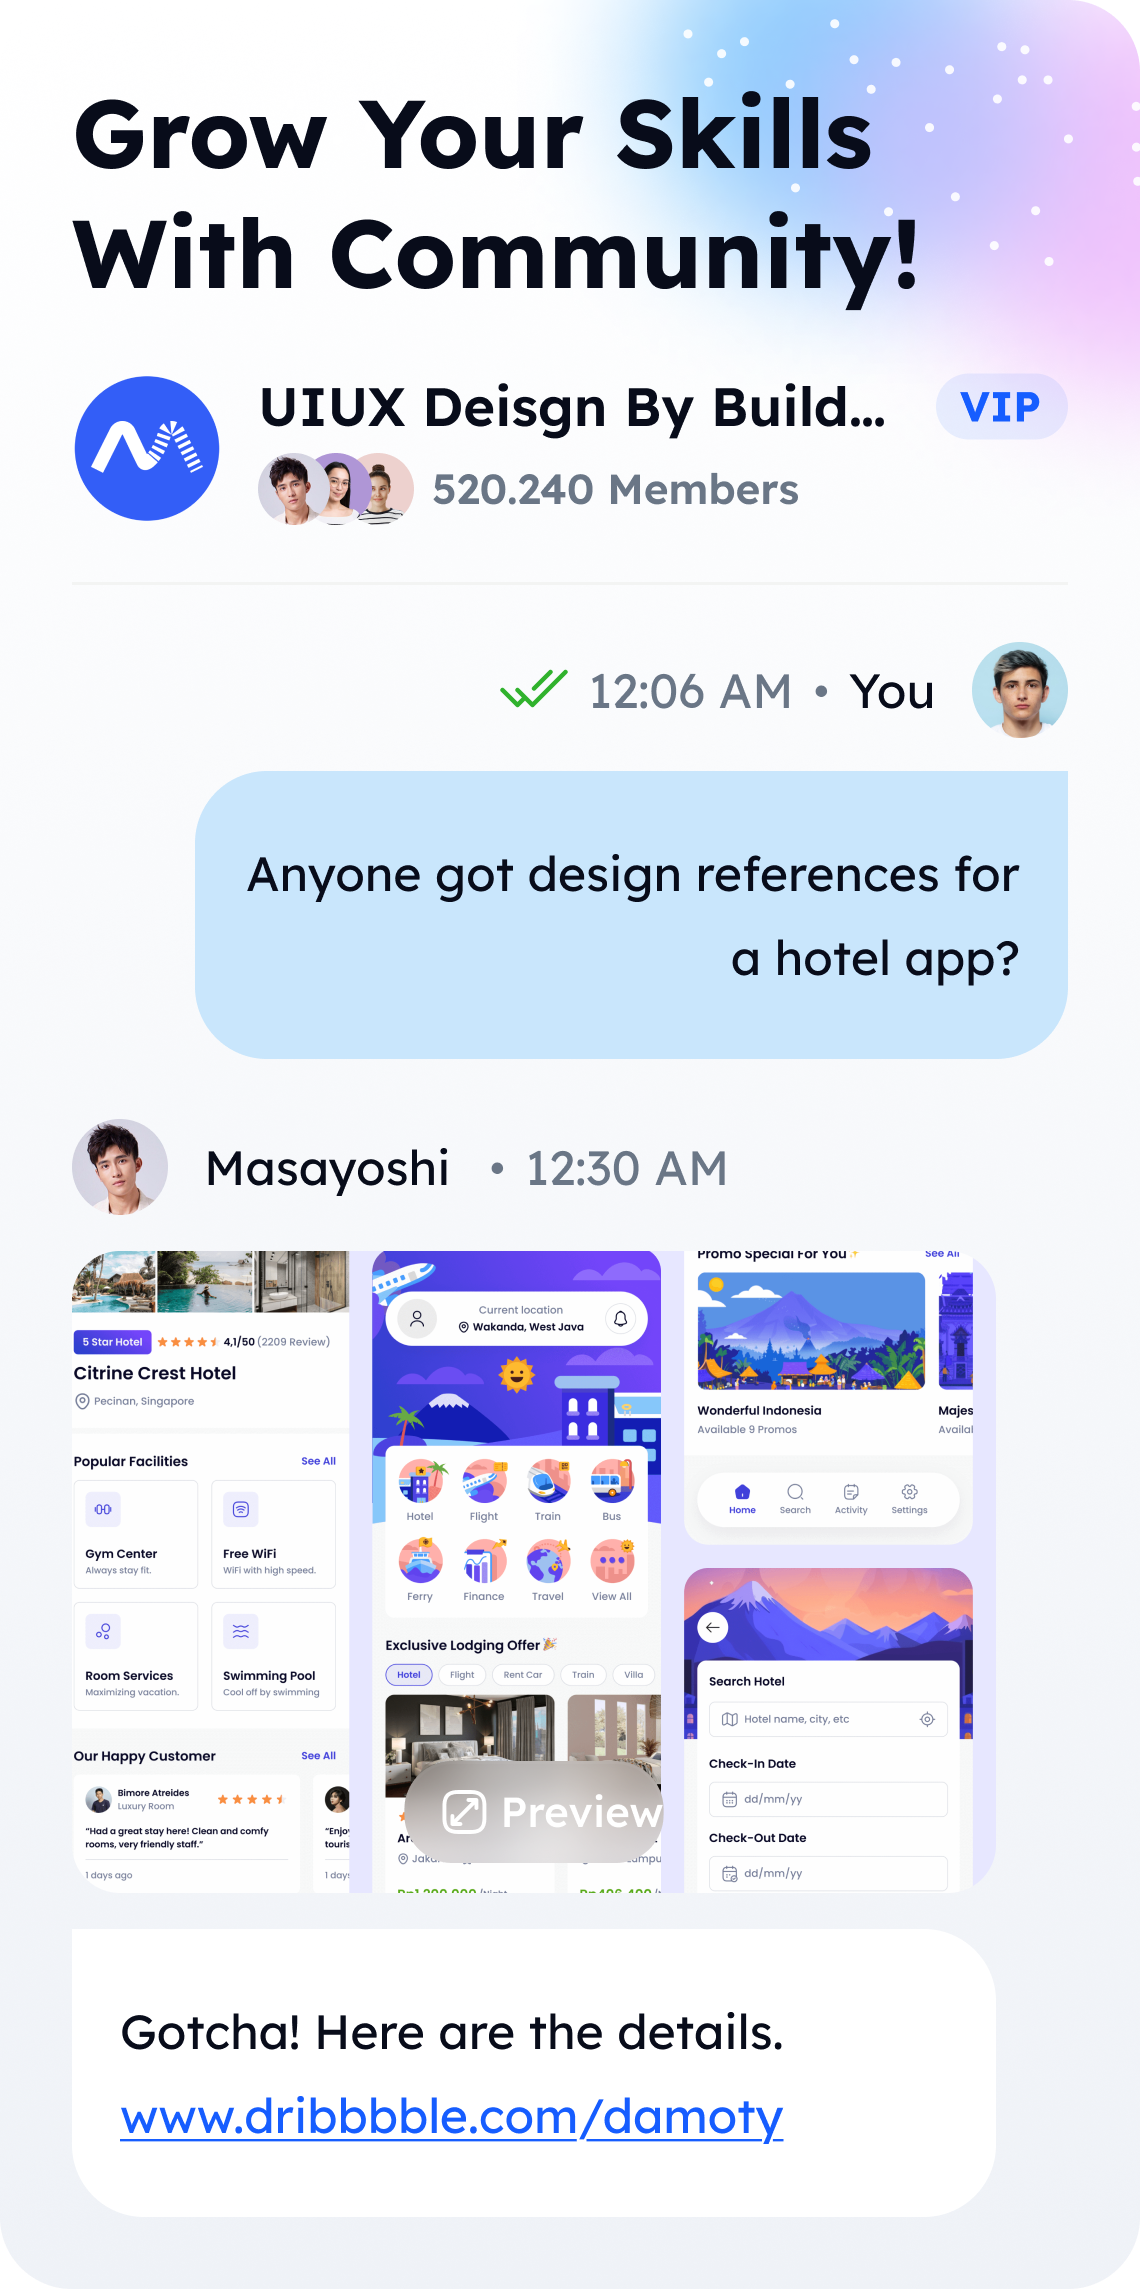 Grow Your Skills
With Community!
UIUX Deisgn By Build...
VIP
520.240 Members
12:06 AM • You
Anyone got design references for
a hotel app?
Masayoshi • 12:30 AM
5 Star Hotel
4,1/50 (2209 Review)
Citrine Crest Hotel
Pecinan, Singapore
Popular Facilities
See All
Gym Center
Always stay fit.
Free WiFi
WiFi with high speed.
Room Services
Maximizing vacation.
Swimming Pool
Cool off by swimming
Our Happy Customer
See All
Bimore Atreides
Luxury Room
“Had a great stay here! Clean and comfy
rooms, very friendly staff.”
1 days ago
“Enjoy
touris
1 days
Current location
Wakanda, West Java
Hotel
Flight
Train
Bus
Ferry
Finance
Travel
View All
Exclusive Lodging Offer
Hotel
Flight
Rent Car
Train
Villa
Preview
Promo Special For You
See All
Wonderful Indonesia
Available 9 Promos
Majes
Availal
Home
Search
Activity
Settings
Search Hotel
Hotel name, city, etc
Check-In Date
dd/mm/yy
Check-Out Date
dd/mm/yy
Gotcha! Here are the details.
www.dribbbble.com/damoty